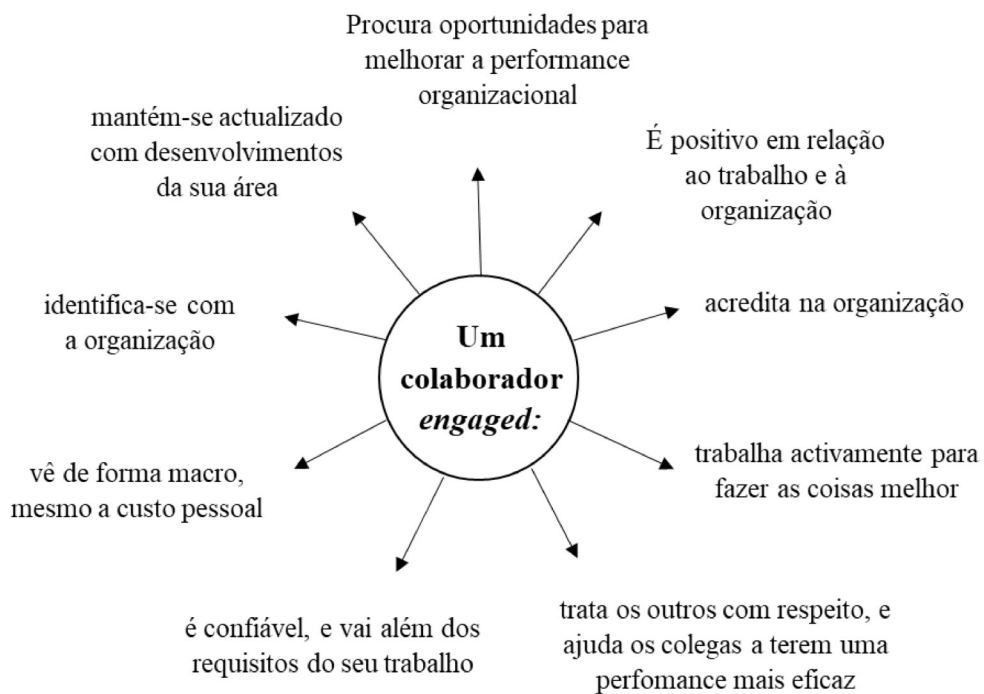 Procura oportunidades para
melhorar a performance
organizacional
É positivo em relação
ao trabalho e à
organização
acredita na organização
trabalha activamente para
fazer as coisas melhor
trata os outros com respeito, e
ajuda os colegas a terem uma
perfomance mais eficaz
é confiável, e vai além dos
requisitos do seu trabalho
vê de forma macro,
mesmo a custo pessoal
identifica-se com
a organização
mantém-se actualizado
com desenvolvimentos
da sua área
Um
colaborador
engaged: